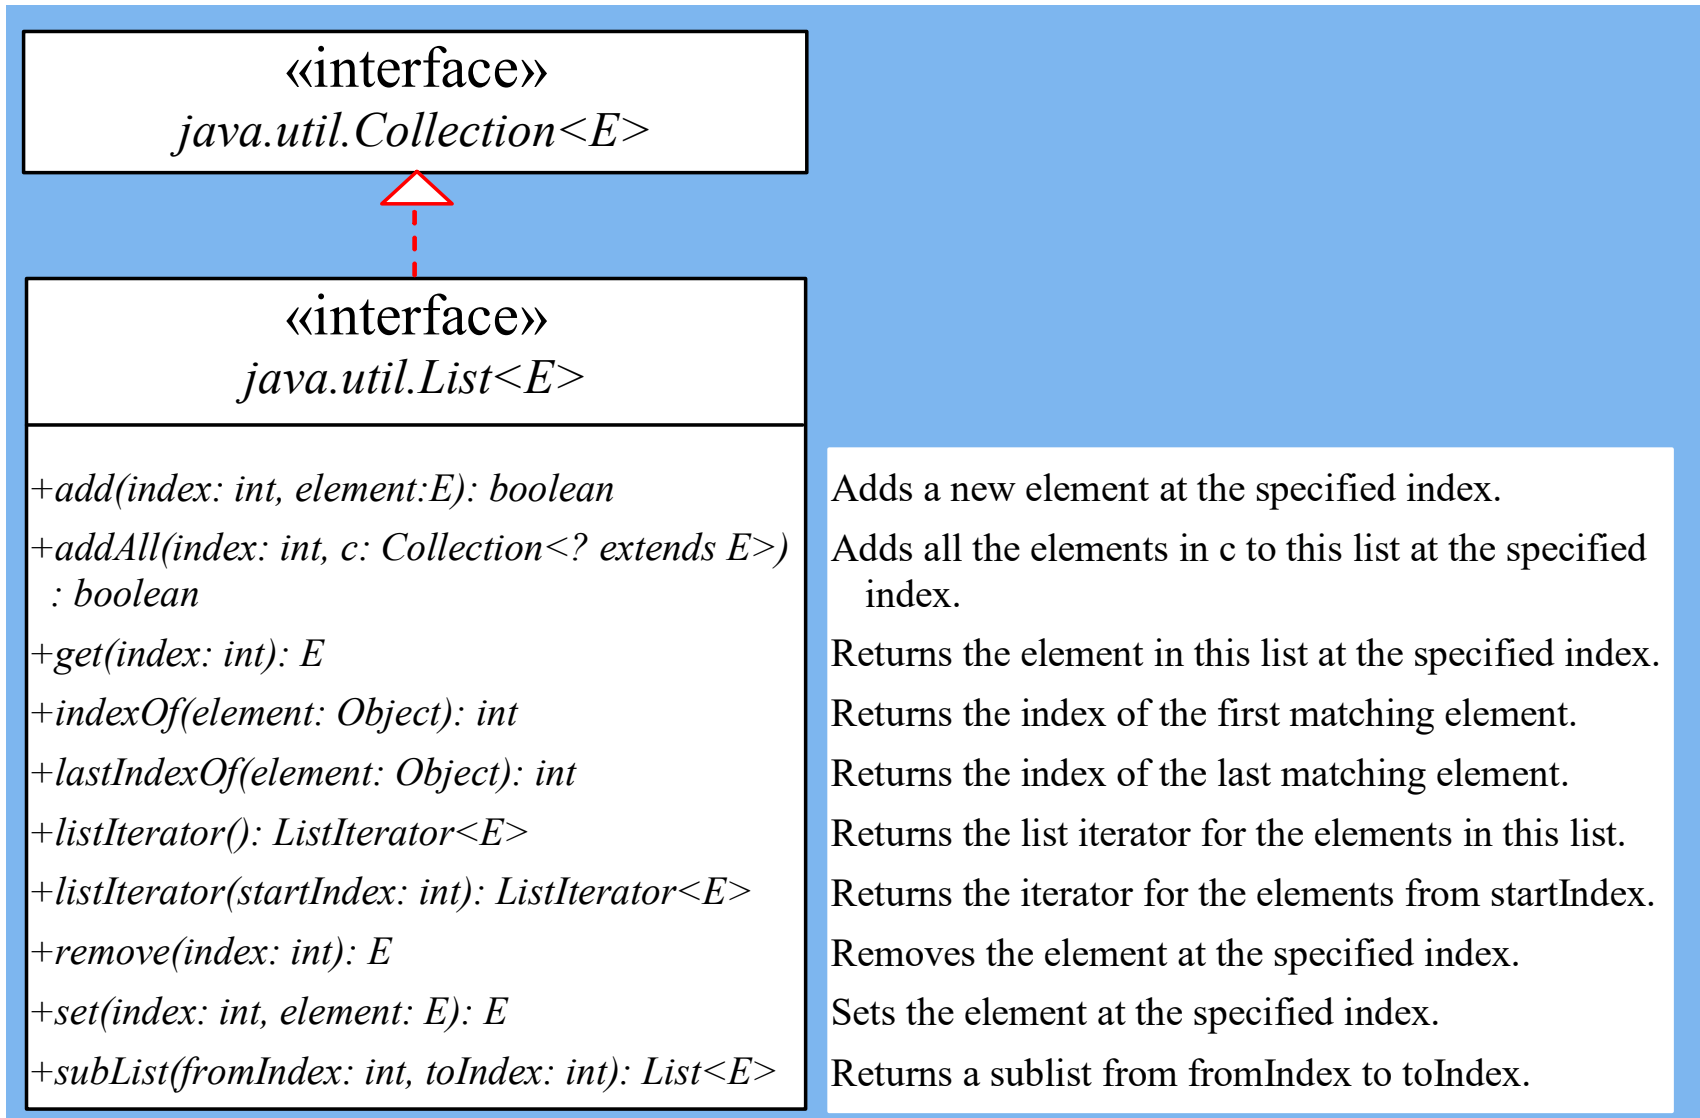 «interface»
java.util.Collection<E>
«interface»
java.util.List<E>
+add(index: int, element:E): boolean
Adds a new element at the specified index.
+addAll(index: int, c: Collection<? extends E>)
: boolean
Adds all the elements in c to this list at the specified
index.
+get(index: int): E
Returns the element in this list at the specified index.
+indexOf(element: Object): int
Returns the index of the first matching element.
+lastIndexOf(element: Object): int
Returns the index of the last matching element.
+listIterator(): ListIterator<E>
Returns the list iterator for the elements in this list.
+listIterator(startIndex: int): ListIterator<E>
Returns the iterator for the elements from startIndex.
+remove(index: int): E
Removes the element at the specified index.
+set(index: int, element: E): E
Sets the element at the specified index.
+subList(fromIndex: int, toIndex: int): List<E>
Returns a sublist from fromIndex to toIndex.